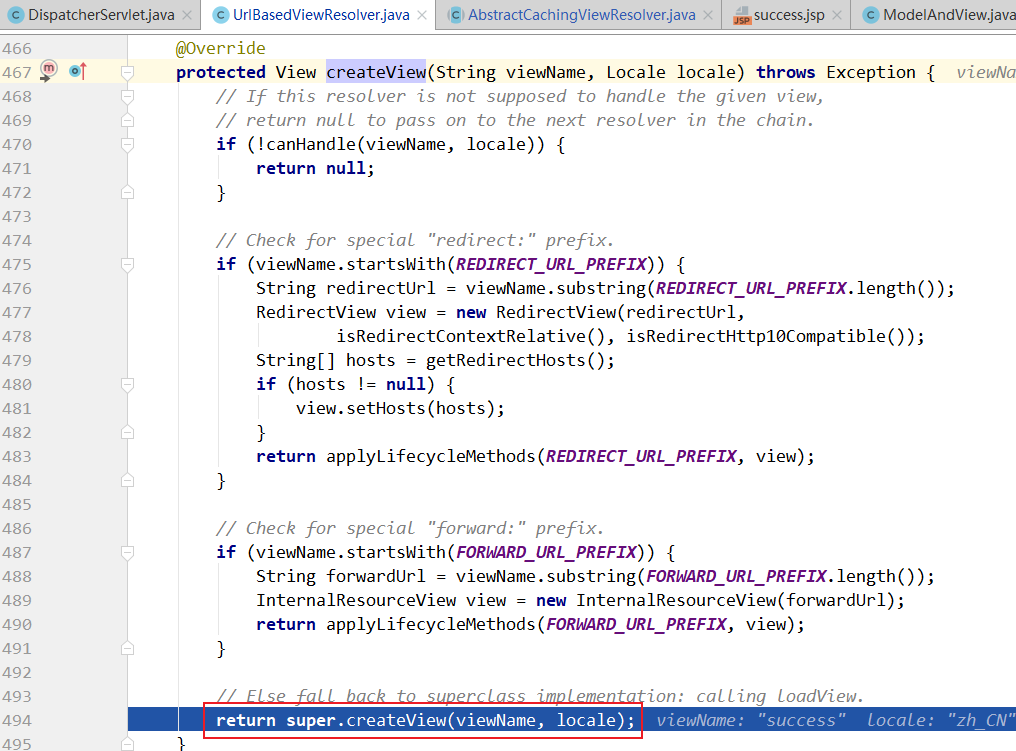 DispatcherServlet.java UrlBasedViewResolver.java AbstractCachingViewResolver.java success.jsp ModelAndView.java
466 @Override
467 protected View createView(String viewName, Locale locale) throws Exception { viewNa
468 // If this resolver is not supposed to handle the given view,
469 // return null to pass on to the next resolver in the chain.
470 if (!canHandle(viewName, locale)) {
471 return null;
472 }
473
474 // Check for special "redirect:" prefix.
475 if (viewName.startsWith(REDIRECT_URL_PREFIX)) {
476 String redirectUrl = viewName.substring(REDIRECT_URL_PREFIX.length());
477 RedirectView view = new RedirectView(redirectUrl,
478 isRedirectContextRelative(), isRedirectHttp10Compatible());
479 String[] hosts = getRedirectHosts();
480 if (hosts != null) {
481 view.setHosts(hosts);
482 }
483 return applyLifecycleMethods(REDIRECT_URL_PREFIX, view);
484 }
485
486 // Check for special "forward:" prefix.
487 if (viewName.startsWith(FORWARD_URL_PREFIX)) {
488 String forwardUrl = viewName.substring(FORWARD_URL_PREFIX.length());
489 InternalResourceView view = new InternalResourceView(forwardUrl);
490 return applyLifecycleMethods(FORWARD_URL_PREFIX, view);
491 }
492
493 // Else fall back to superclass implementation: calling loadView.
494 return super.createView(viewName, locale); viewName: "success" locale: "zh_CN"
495 }